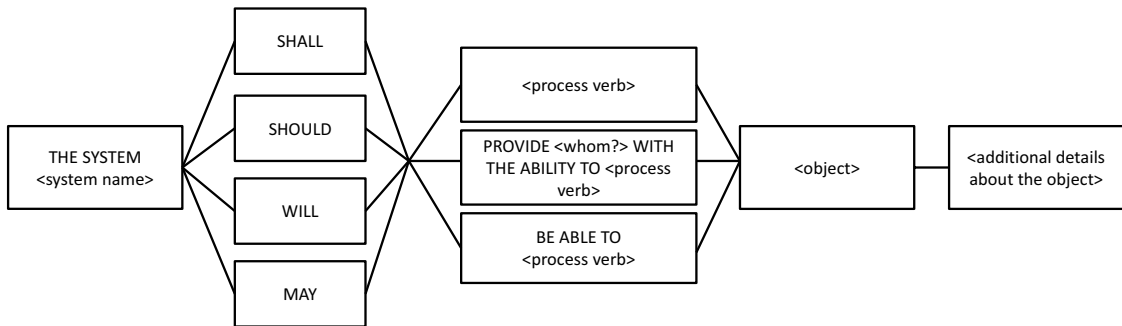 THE SYSTEM
<system name>
SHALL
SHOULD
WILL
MAY
<process verb>
PROVIDE <whom?> WITH
THE ABILITY TO <process
verb>
BE ABLE TO
<process verb>
<object>
<additional details
about the object>